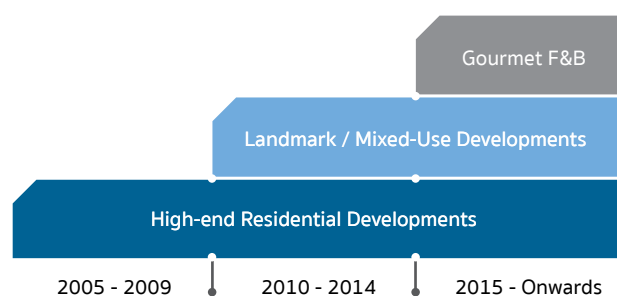 Gourmet F&B
Landmark / Mixed-Use Developments
High-end Residential Developments
2005 - 2009
2010 - 2014
2015 - Onwards